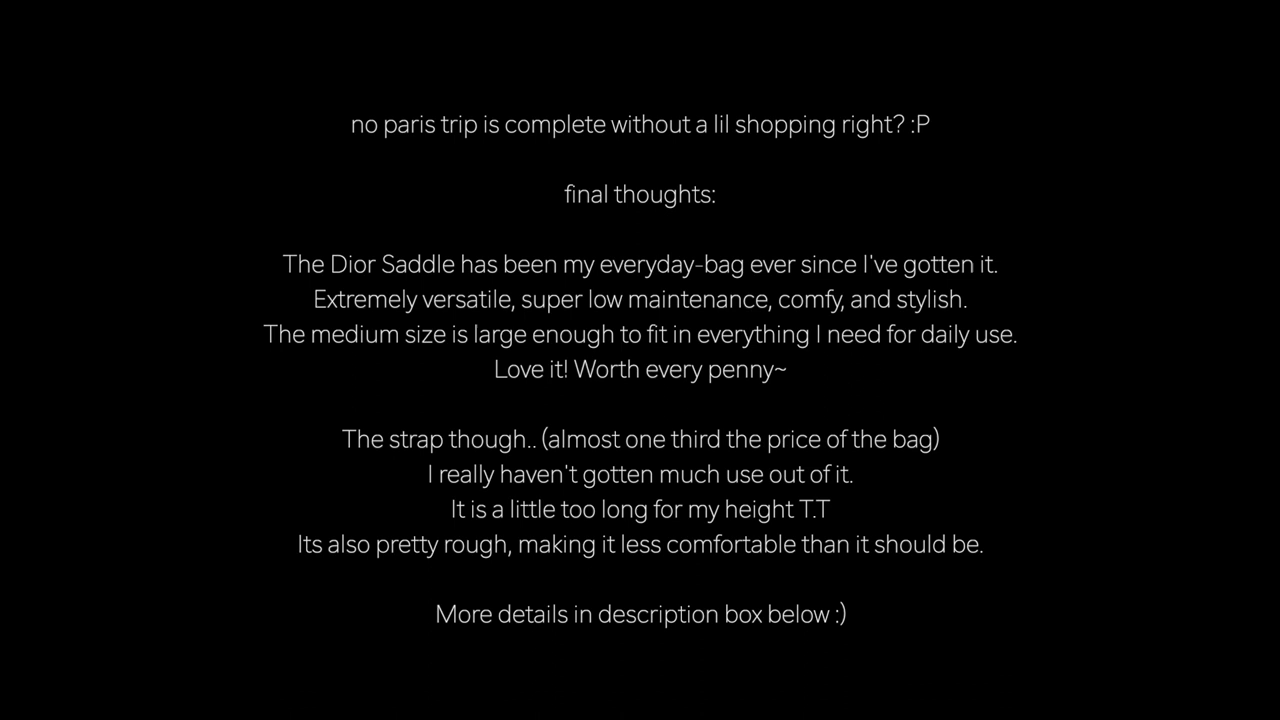 no paris trip is complete without a lil shopping right? :P
final thoughts:
The Dior Saddle has been my everyday-bag ever since I've gotten it.
Extremely versatile, super low maintenance, comfy, and stylish.
The medium size is large enough to fit in everything I need for daily use.
Love it! Worth every penny~
The strap though.. (almost one third the price of the bag)
I really haven't gotten much use out of it.
It is a little too long for my height T.T
Its also pretty rough, making it less comfortable than it should be.
More details in description box below :)